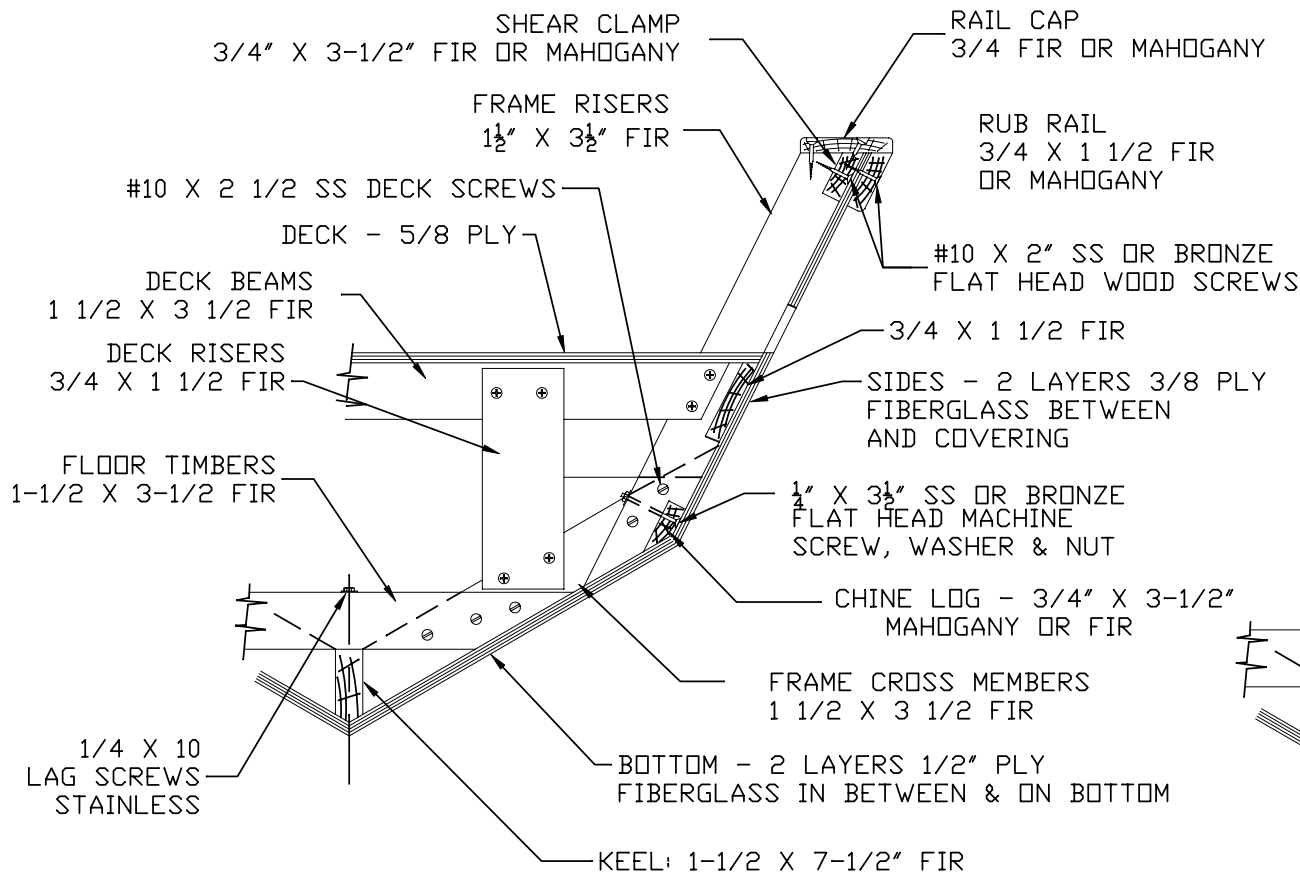 SHEAR CLAMP
3/4" X 3-1/2" FIR OR MAHOGANY
RAIL CAP
3/4 FIR OR MAHOGANY
FRAME RISERS
1 1/2" X 3 1/2" FIR
RUB RAIL
3/4 X 1 1/2 FIR
OR MAHOGANY
#10 X 2 1/2 SS DECK SCREWS
DECK - 5/8 PLY
#10 X 2" SS OR BRONZE
FLAT HEAD WOOD SCREWS
DECK BEAMS
1 1/2 X 3 1/2 FIR
3/4 X 1 1/2 FIR
DECK RISERS
3/4 X 1 1/2 FIR
SIDES - 2 LAYERS 3/8 PLY
FIBERGLASS BETWEEN
AND COVERING
FLOOR TIMBERS
1-1/2 X 3-1/2 FIR
1/4" X 3 1/2" SS OR BRONZE
FLAT HEAD MACHINE
SCREW, WASHER & NUT
CHINE LOG - 3/4" X 3-1/2"
MAHOGANY OR FIR
FRAME CROSS MEMBERS
1 1/2 X 3 1/2 FIR
1/4 X 10
LAG SCREWS
STAINLESS
BOTTOM - 2 LAYERS 1/2" PLY
FIBERGLASS IN BETWEEN & ON BOTTOM
KEEL: 1-1/2 X 7-1/2" FIR